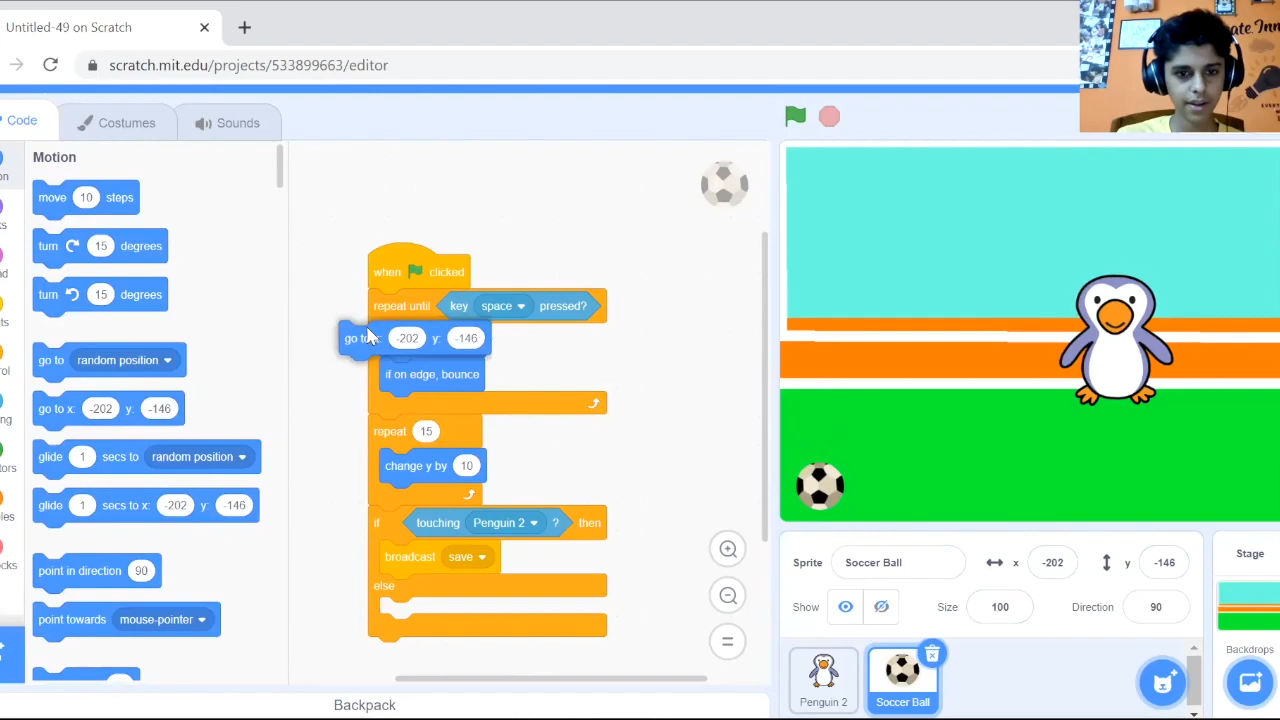 Untitled-49 on Scratch
scratch.mit.edu/projects/533899663/editor
Code
Costumes
Sounds
Motion
move 10 steps
turn 15 degrees
turn 15 degrees
go to random position
go to x: -202 y: -146
glide 1 secs to random position
glide 1 secs to x: -202 y: -146
point in direction 90
point towards mouse-pointer
when clicked
repeat until key space pressed?
go to x: -202 y: -146
if on edge, bounce
repeat 15
change y by 10
if touching Penguin 2 ? then
broadcast save
else
Sprite Soccer Ball x -202 y -146
Show Size 100 Direction 90
Penguin 2
Soccer Ball
Stage
Backdrops
Backpack